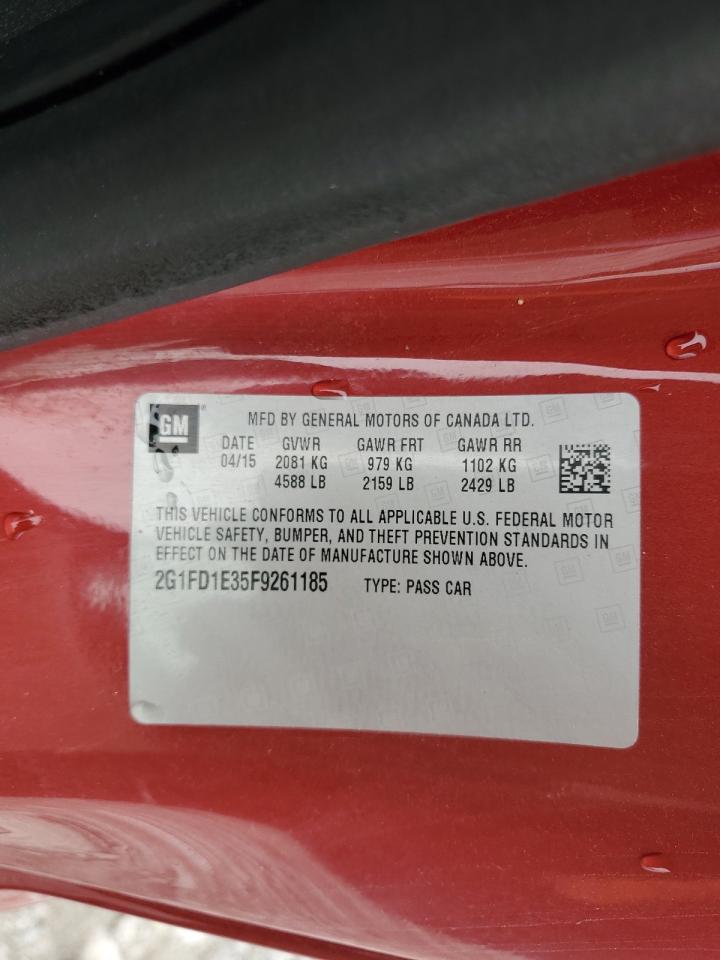 GM
MFD BY GENERAL MOTORS OF CANADA LTD.
DATE GVWR GAWR FRT GAWR RR
04/15 2081 KG 979 KG 1102 KG
4588 LB 2159 LB 2429 LB
THIS VEHICLE CONFORMS TO ALL APPLICABLE U.S. FEDERAL MOTOR
VEHICLE SAFETY, BUMPER, AND THEFT PREVENTION STANDARDS IN
EFFECT ON THE DATE OF MANUFACTURE SHOWN ABOVE.
2G1FD1E35F9261185 TYPE: PASS CAR